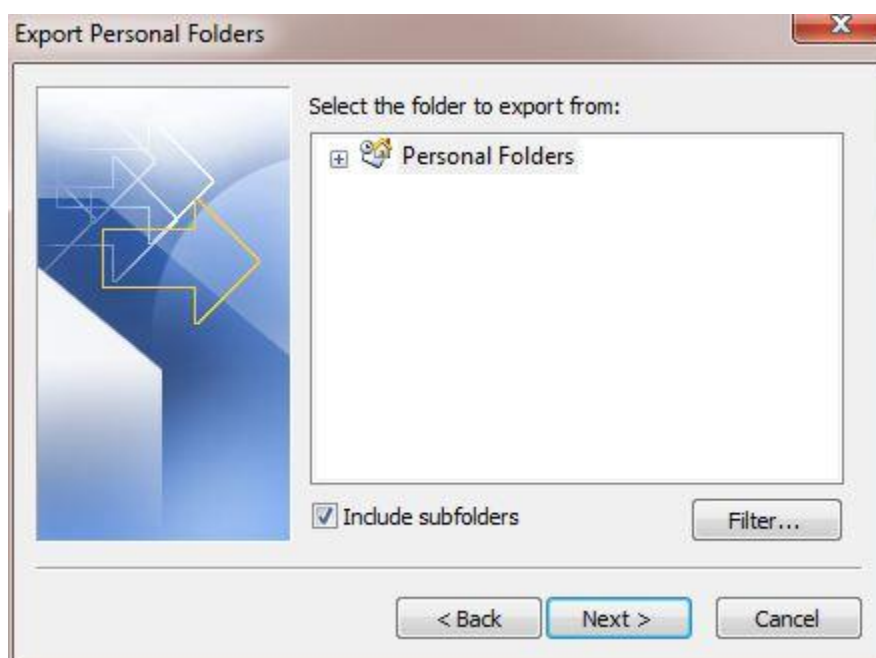 Export Personal Folders
Select the folder to export from:
Personal Folders
Include subfolders
Filter...
< Back
Next >
Cancel